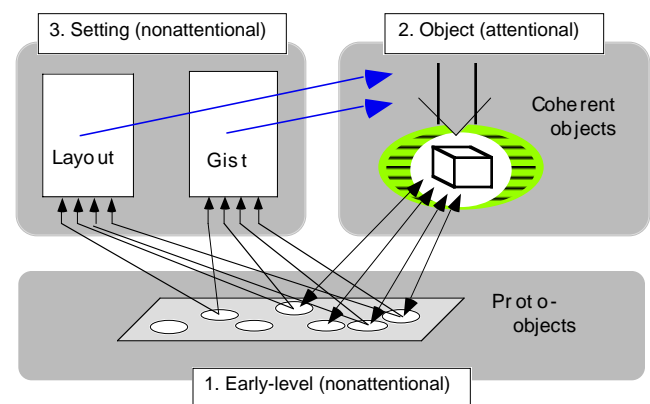 3. Setting (nonattentional)
2. Object (attentional)
Coherent
objects
Layout
Gist
Proto-
objects
1. Early-level (nonattentional)